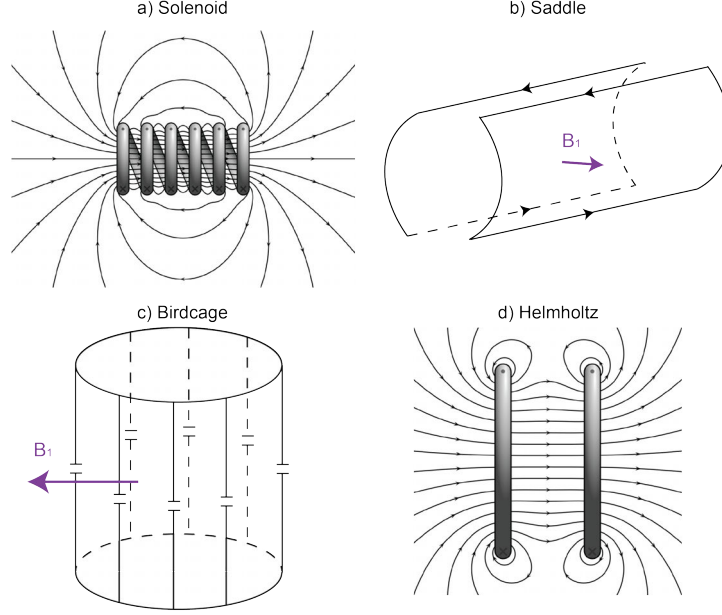 a) Solenoid
b) Saddle
B₁
c) Birdcage
d) Helmholtz
B₁